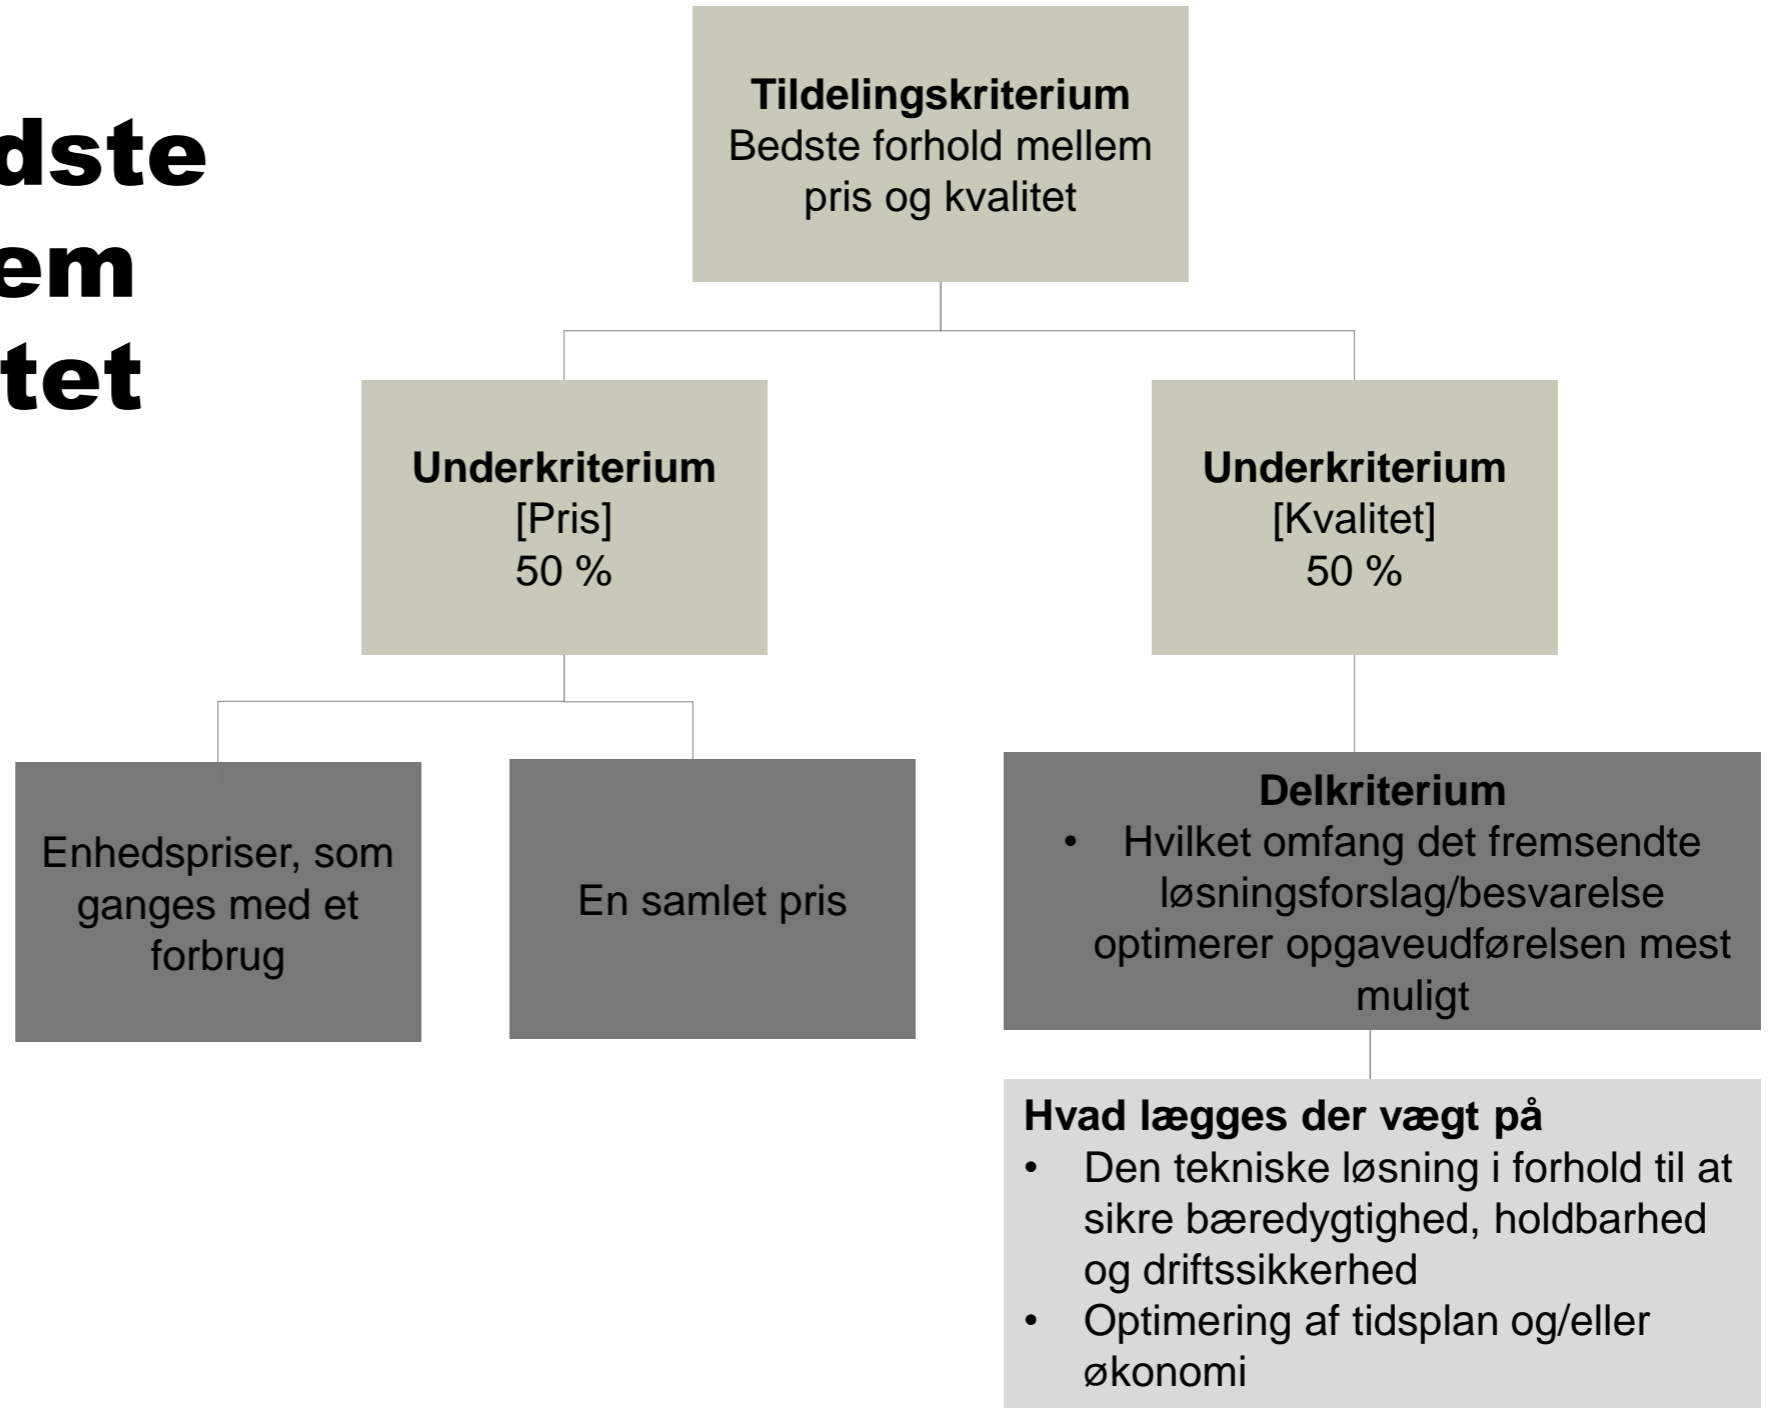 dste
em
tet
Tildelingskriterium
Bedste forhold mellem
pris og kvalitet
Underkriterium
[Pris]
50 %
Underkriterium
[Kvalitet]
50 %
Enhedspriser, som
ganges med et
forbrug
En samlet pris
Delkriterium
• Hvilket omfang det fremsendte
løsningsforslag/besvarelse
optimerer opgaveudførelsen mest
muligt
Hvad lægges der vægt på
• Den tekniske løsning i forhold til at
sikre bæredygtighed, holdbarhed
og driftssikkerhed
• Optimering af tidsplan og/eller
økonomi